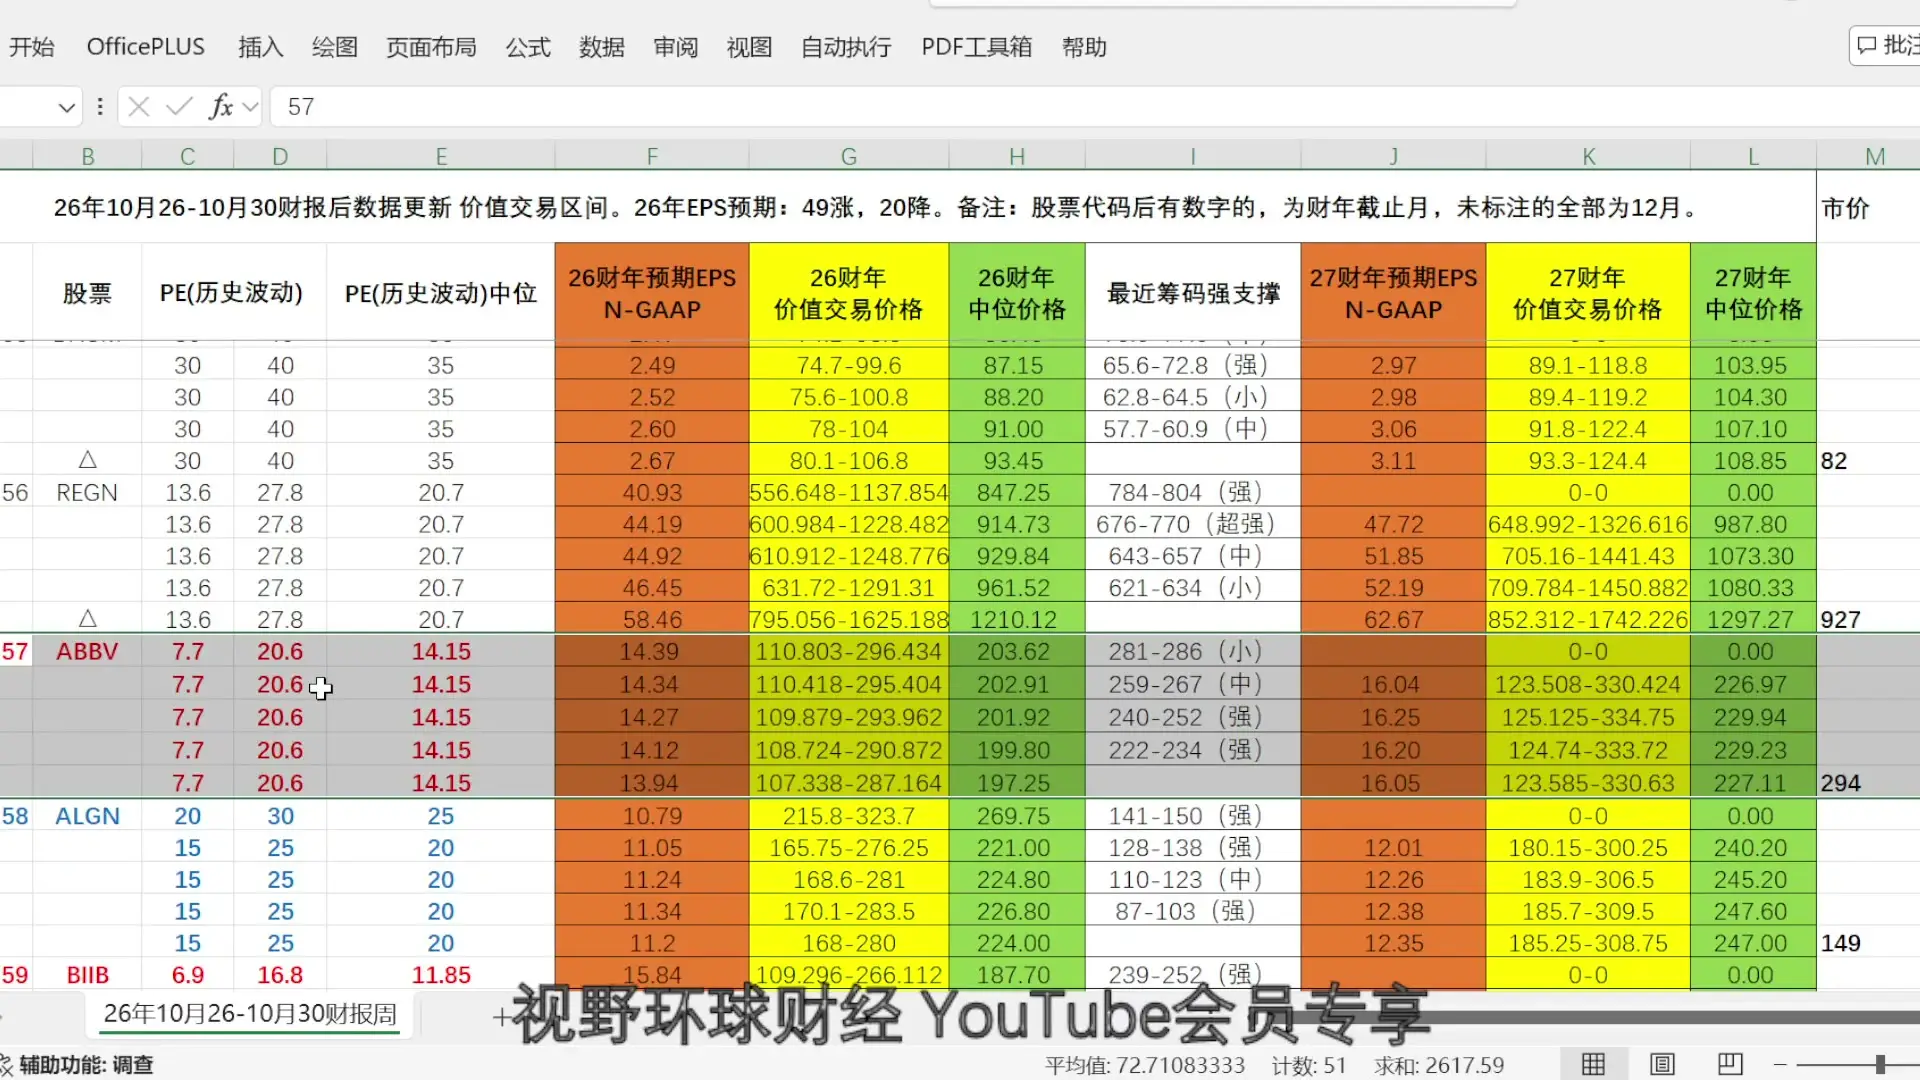 开始 OfficePLUS 插入 绘图 页面布局 公式 数据 审阅 视图 自动执行 PDF工具箱 帮助 批注
fx 57
B C D E F G H I J K L M
26年10月26-10月30财报后数据更新 价值交易区间。26年EPS预期：49涨，20降。备注：股票代码后有数字的，为财年截止月，未标注的全部为12月。 市价
股票 PE(历史波动) PE(历史波动)中位 26财年预期EPS N-GAAP 26财年 价值交易价格 26财年 中位价格 最近筹码强支撑 27财年预期EPS N-GAAP 27财年 价值交易价格 27财年 中位价格
30 40 35 2.49 74.7-99.6 87.15 65.6-72.8（强） 2.97 89.1-118.8 103.95
30 40 35 2.52 75.6-100.8 88.20 62.8-64.5（小） 2.98 89.4-119.2 104.30
30 40 35 2.60 78-104 91.00 57.7-60.9（中） 3.06 91.8-122.4 107.10
△ 30 40 35 2.67 80.1-106.8 93.45 3.11 93.3-124.4 108.85 82
56 REGN 13.6 27.8 20.7 40.93 556.648-1137.854 847.25 784-804（强） 0-0 0.00
13.6 27.8 20.7 44.19 600.984-1228.482 914.73 676-770（超强） 47.72 648.992-1326.616 987.80
13.6 27.8 20.7 44.92 610.912-1248.776 929.84 643-657（中） 51.85 705.16-1441.43 1073.30
13.6 27.8 20.7 46.45 631.72-1291.31 961.52 621-634（小） 52.19 709.784-1450.882 1080.33
△ 13.6 27.8 20.7 58.46 795.056-1625.188 1210.12 62.67 852.312-1742.226 1297.27 927
57 ABBV 7.7 20.6 14.15 14.39 110.803-296.434 203.62 281-286（小） 0-0 0.00
7.7 20.6 14.15 14.34 110.418-295.404 202.91 259-267（中） 16.04 123.508-330.424 226.97
7.7 20.6 14.15 14.27 109.879-293.962 201.92 240-252（强） 16.25 125.125-334.75 229.94
7.7 20.6 14.15 14.12 108.724-290.872 199.80 222-234（强） 16.20 124.74-333.72 229.23
7.7 20.6 14.15 13.94 107.338-287.164 197.25 16.05 123.585-330.63 227.11 294
58 ALGN 20 30 25 10.79 215.8-323.7 269.75 141-150（强） 0-0 0.00
15 25 20 11.05 165.75-276.25 221.00 128-138（强） 12.01 180.15-300.25 240.20
15 25 20 11.24 168.6-281 224.80 110-123（中） 12.26 183.9-306.5 245.20
15 25 20 11.34 170.1-283.5 226.80 87-103（强） 12.38 185.7-309.5 247.60
15 25 20 11.2 168-280 224.00 12.35 185.25-308.75 247.00 149
59 BIIB 6.9 16.8 11.85 15.84 109.296-266.112 187.70 239-252（强） 0-0 0.00
26年10月26-10月30财报周
视野环球财经 YouTube会员专享
辅助功能: 调查 平均值: 72.71083333 计数: 51 求和: 2617.59